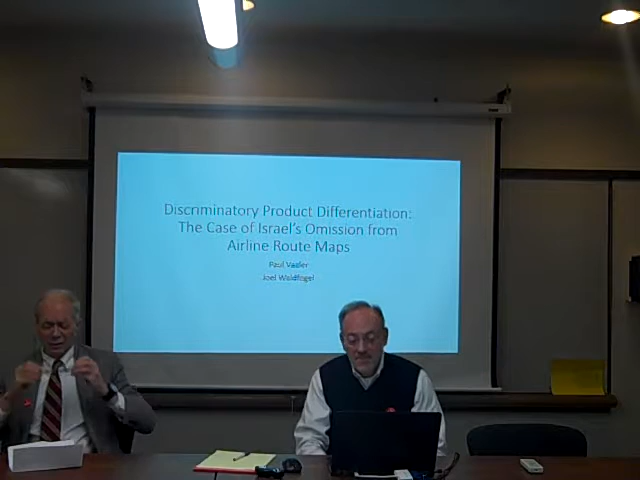 Discriminatory Product Differentiation:
The Case of Israel's Omission from
Airline Route Maps
Paul Vaaler
Joel Waldfogel